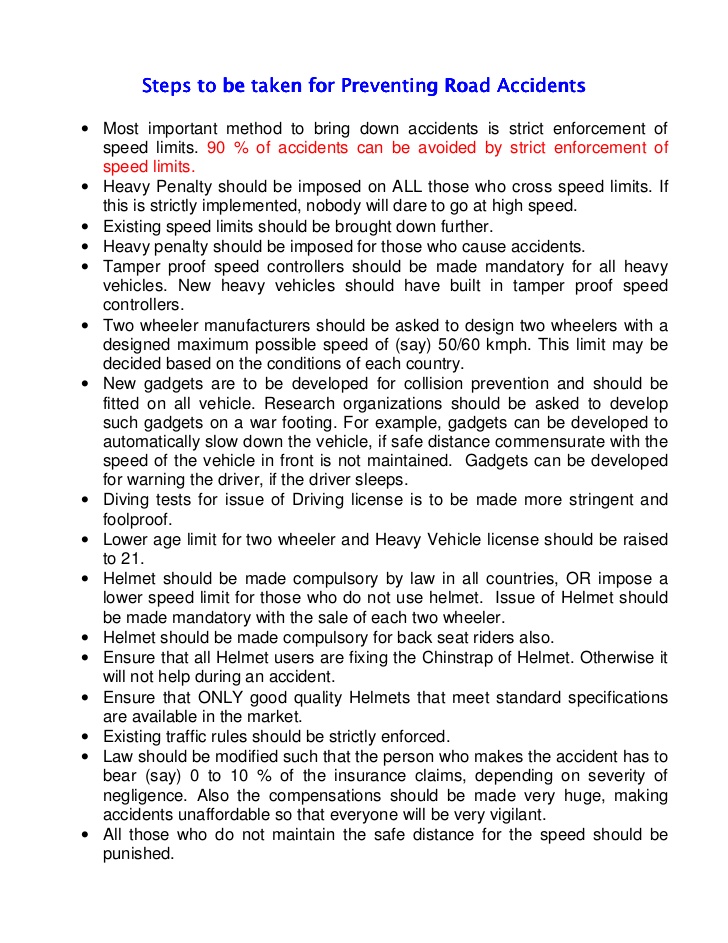 Steps to be taken for Preventing Road Accidents
• Most important method to bring down accidents is strict enforcement of
speed limits. 90 % of accidents can be avoided by strict enforcement of
speed limits.
• Heavy Penalty should be imposed on ALL those who cross speed limits. If
this is strictly implemented, nobody will dare to go at high speed.
• Existing speed limits should be brought down further.
• Heavy penalty should be imposed for those who cause accidents.
• Tamper proof speed controllers should be made mandatory for all heavy
vehicles. New heavy vehicles should have built in tamper proof speed
controllers.
• Two wheeler manufacturers should be asked to design two wheelers with a
designed maximum possible speed of (say) 50/60 kmph. This limit may be
decided based on the conditions of each country.
• New gadgets are to be developed for collision prevention and should be
fitted on all vehicle. Research organizations should be asked to develop
such gadgets on a war footing. For example, gadgets can be developed to
automatically slow down the vehicle, if safe distance commensurate with the
speed of the vehicle in front is not maintained.  Gadgets can be developed
for warning the driver, if the driver sleeps.
• Diving tests for issue of Driving license is to be made more stringent and
foolproof.
• Lower age limit for two wheeler and Heavy Vehicle license should be raised
to 21.
• Helmet should be made compulsory by law in all countries, OR impose a
lower speed limit for those who do not use helmet.  Issue of Helmet should
be made mandatory with the sale of each two wheeler.
• Helmet should be made compulsory for back seat riders also.
• Ensure that all Helmet users are fixing the Chinstrap of Helmet. Otherwise it
will not help during an accident.
• Ensure that ONLY good quality Helmets that meet standard specifications
are available in the market.
• Existing traffic rules should be strictly enforced.
• Law should be modified such that the person who makes the accident has to
bear (say) 0 to 10 % of the insurance claims, depending on severity of
negligence. Also the compensations should be made very huge, making
accidents unaffordable so that everyone will be very vigilant.
• All those who do not maintain the safe distance for the speed should be
punished.